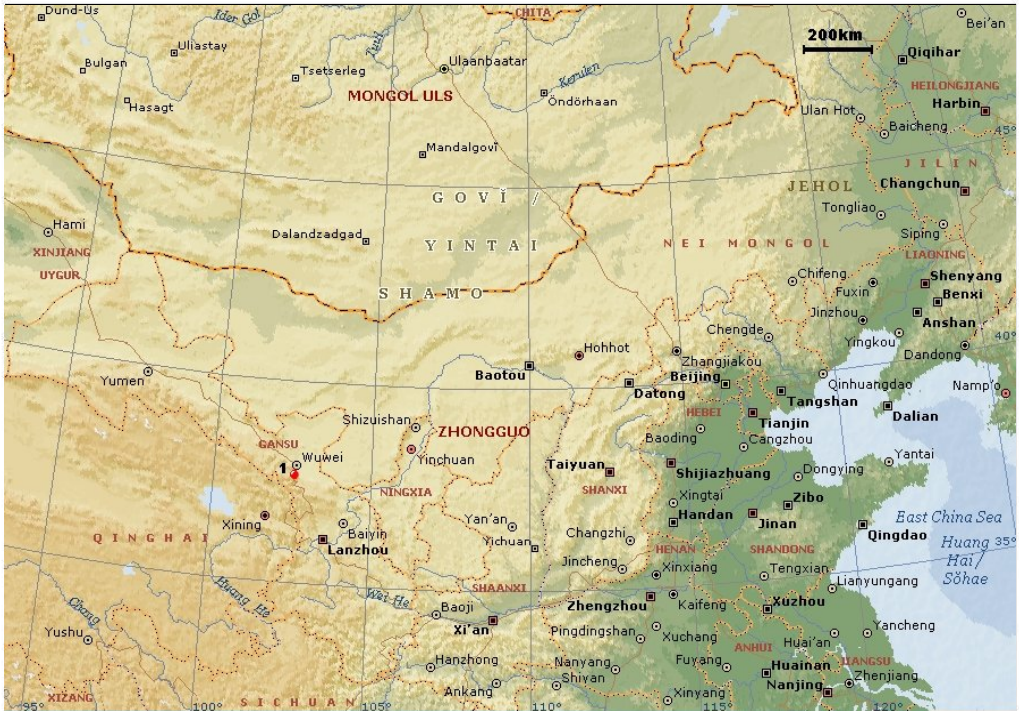 Dund-Us
Ider Gol
CHITA
200km
Bei'an
Uliastay
Tuul
Qiqihar
Bulgan
Tsetserleg
Ulaanbaatar
Kerulen
HEILONGJIANG
Hasagt
MONGOL ULS
Öndörhaan
Harbin
Ulan Hot
Baicheng
45°
Mandalgovĭ
JILIN
GOVĬ /
JEHOL
Changchun
Hami
Dalandzadgad
YINTAI
Tongliao
XINJIANG
UYGUR
NEI MONGOL
Siping
LIAONING
SHAMO
Chifeng
Shenyang
Fuxin
Benxi
Jinzhou
Anshan
Chengde
Yingkou
40°
Hohhot
Zhangjiakou
Dandong
Yumen
Baotou
Beijing
Qinhuangdao
Datong
Tangshan
Namp'o
Shizuishan
ZHONGGUO
HEBEI
Tianjin
Dalian
GANSU
Baoding
Cangzhou
1
Wuwei
Yinchuan
Taiyuan
Shijiazhuang
Yantai
Dongying
NINGXIA
SHANXI
Xingtai
Zibo
Xining
Yan'an
Handan
Jinan
East China Sea
QINGHAI
Baiyin
Changzhi
Qingdao
Lanzhou
Yichuan
HENAN
SHANDONG
Huang
Hai /
Sŏhae
35°
Jincheng
Xinxiang
Tengxian
Huang He
SHAANXI
Lianyungang
Chang
Wei He
Baoji
Zhengzhou
Kaifeng
Xuzhou
Yushu
Xi'an
Pingdingshan
Xuchang
Huai'an
Yancheng
ANHUI
Hanzhong
Nanyang
Fuyang
Huainan
JIANGSU
XIZANG
SICHUAN
Ankang
Shiyan
Xinyang
Nanjing
Zhenjiang
95°
100°
105°
110°
115°
120°